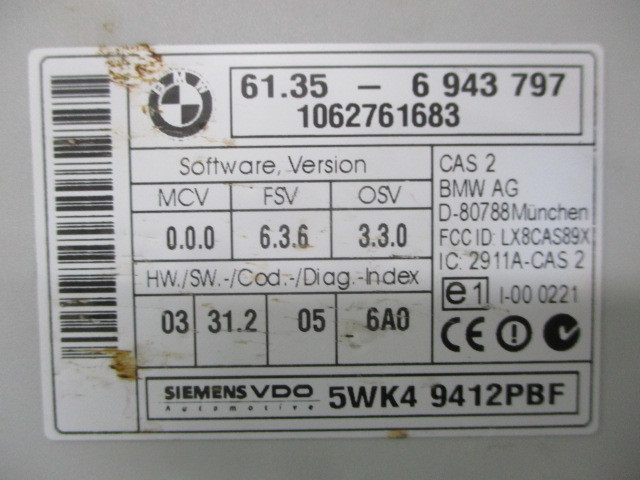 BMW
61.35 - 6 943 797
1062761683
Software, Version
MCV FSV OSV
0.0.0 6.3.6 3.3.0
HW./SW.-/Cod.-/Diag.-Index
03 31.2 05 6A0
CAS 2
BMW AG
D-80788München
FCC ID: LX8CAS89X
IC: 2911A-CAS 2
e1 I-00 0221
CE
SIEMENS VDO
Automotive
5WK4 9412PBF